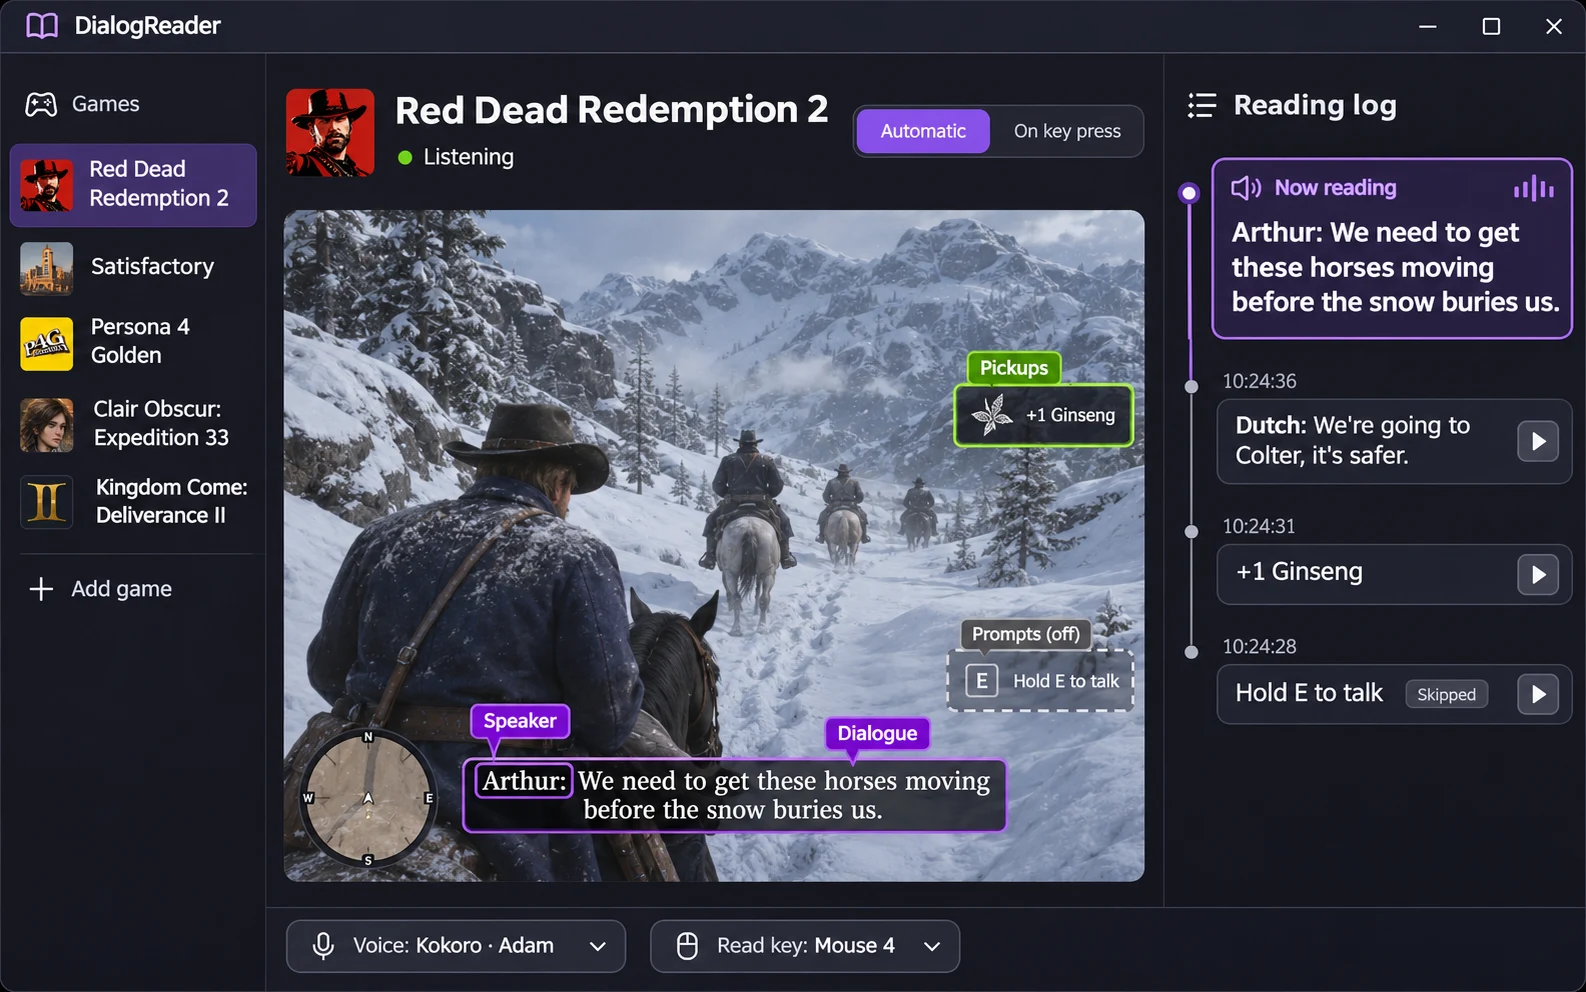 DialogReader
Games
Red Dead
Redemption 2
Satisfactory
P4G
Persona 4
Golden
Clair Obscur:
Expedition 33
II
Kingdom Come:
Deliverance II
Add game
Red Dead Redemption 2
Listening
Automatic
On key press
Pickups
+1 Ginseng
Prompts (off)
E
Hold E to talk
Speaker
Dialogue
Arthur: We need to get these horses moving
before the snow buries us.
N
W
E
S
Voice: Kokoro · Adam
Read key: Mouse 4
Reading log
Now reading
Arthur: We need to get
these horses moving
before the snow buries us.
10:24:36
Dutch: We're going to
Colter, it's safer.
10:24:31
+1 Ginseng
10:24:28
Hold E to talk
Skipped